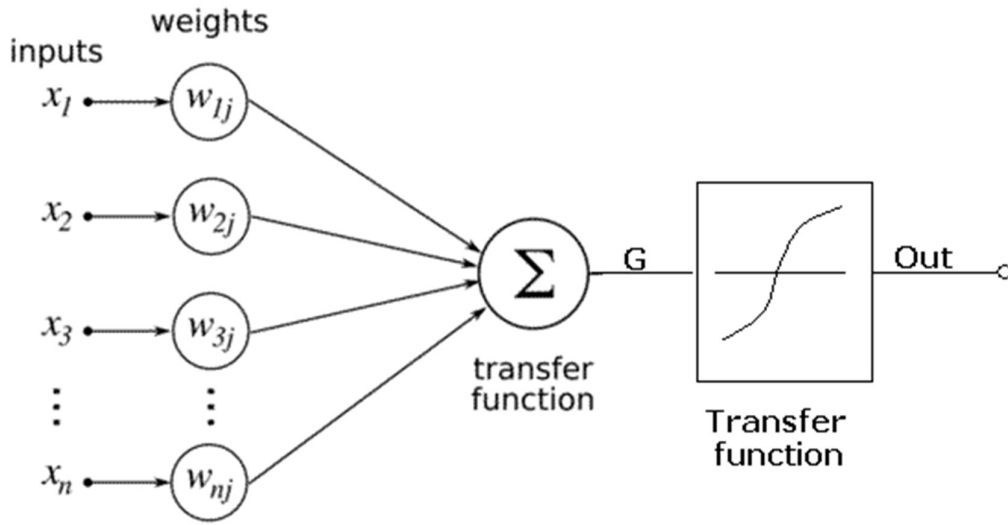 weights
inputs
x1
w1j
x2
w2j
x3
w3j
⋮
⋮
xn
wnj
Σ
transfer
function
G
Out
Transfer
function